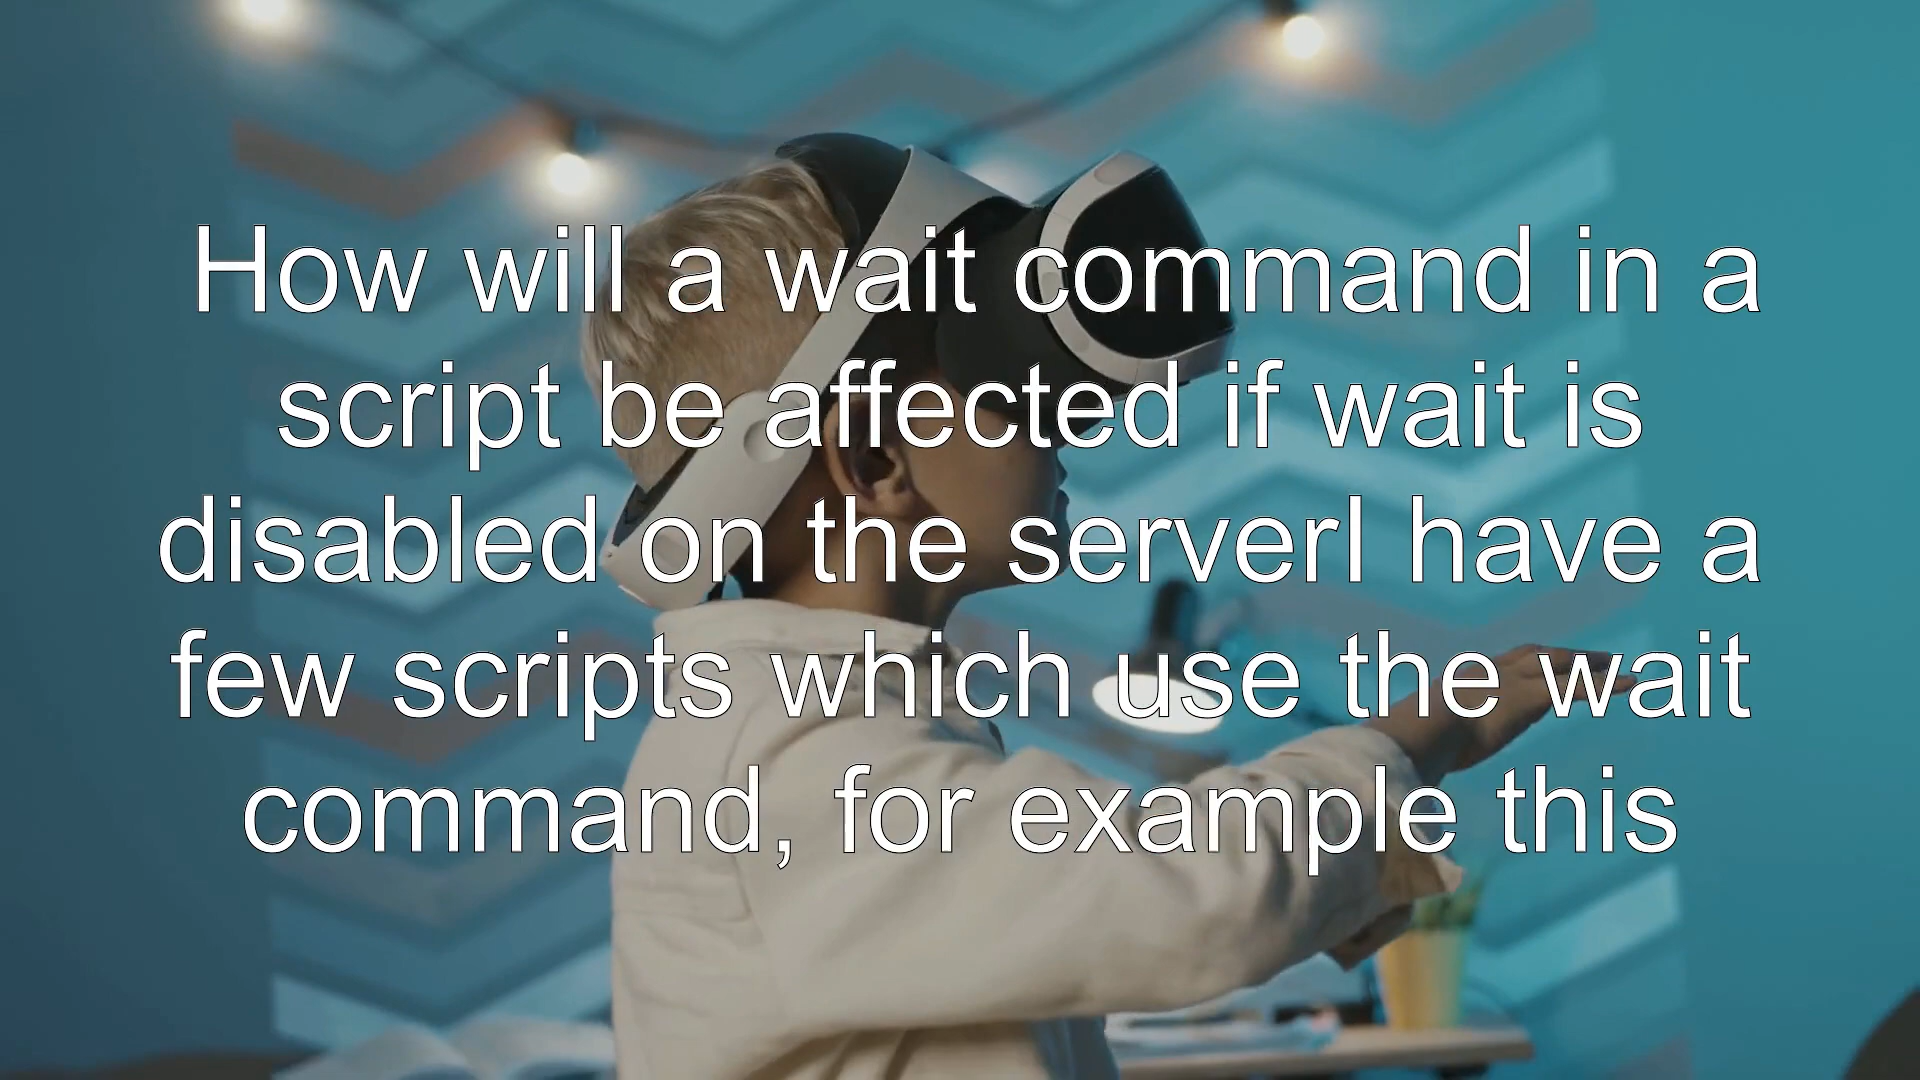 How will a wait command in a
script be affected if wait is
disabled on the serverI have a
few scripts which use the wait
command, for example this